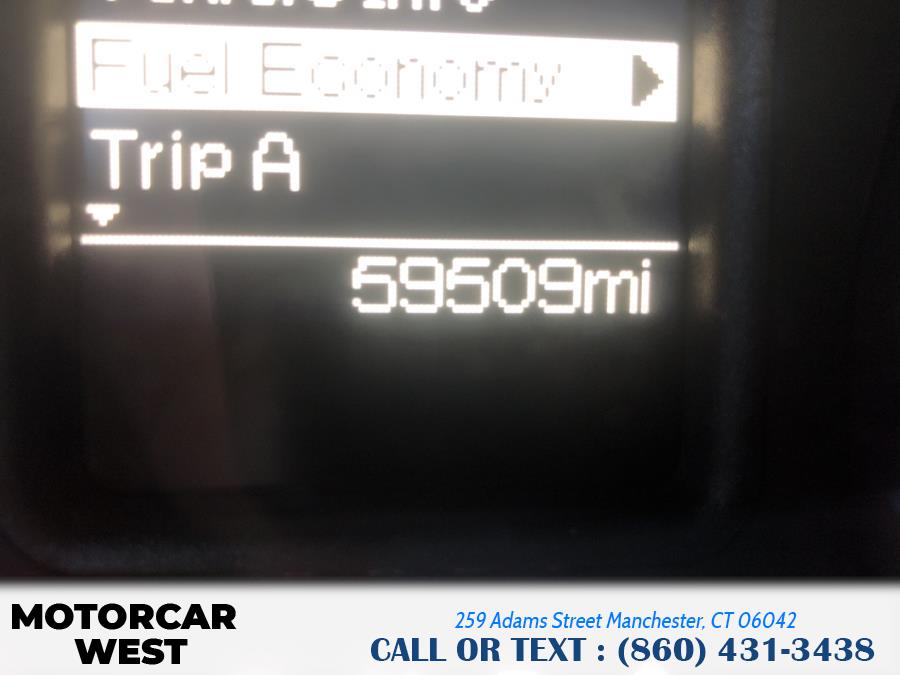 Fuel Economy
Trip A
59509mi
MOTORCAR
WEST
259 Adams Street Manchester, CT 06042
CALL OR TEXT : (860) 431-3438